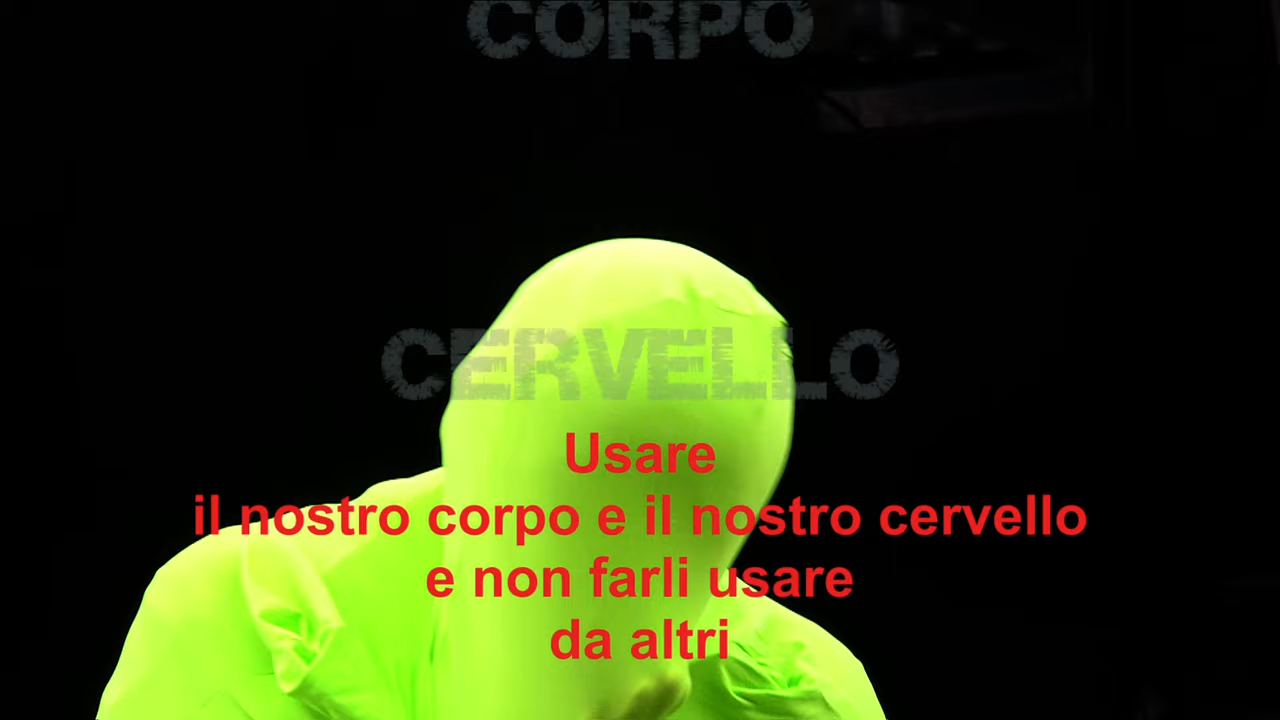 CORPO
CERVELLO
Usare
il nostro corpo e il nostro cervello
e non farli usare
da altri